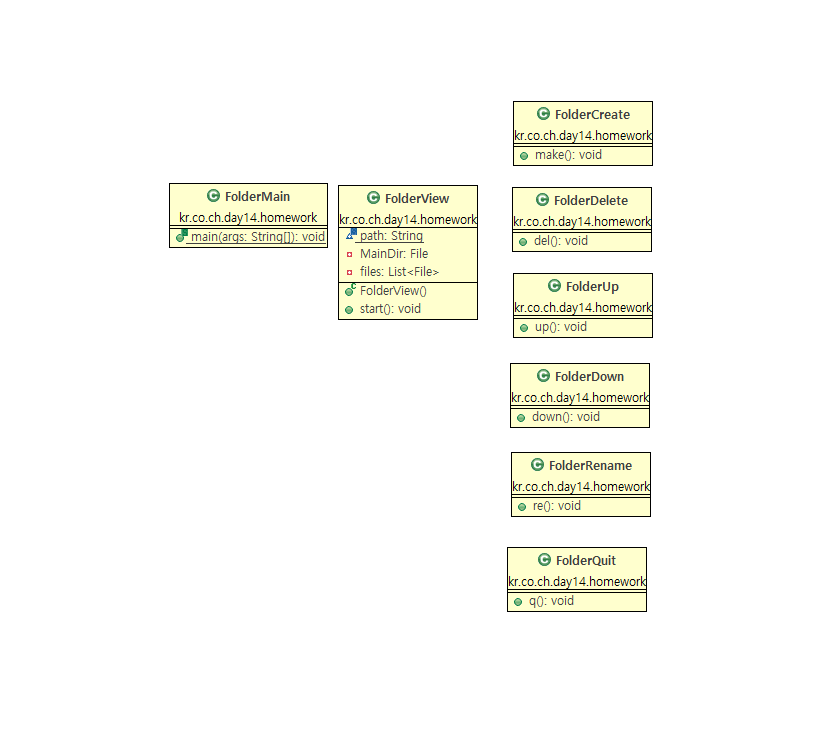 FolderMain
kr.co.ch.day14.homework
main(args: String[]): void
FolderView
kr.co.ch.day14.homework
path: String
MainDir: File
files: List<File>
FolderView()
start(): void
FolderCreate
kr.co.ch.day14.homework
make(): void
FolderDelete
kr.co.ch.day14.homework
del(): void
FolderUp
kr.co.ch.day14.homework
up(): void
FolderDown
kr.co.ch.day14.homework
down(): void
FolderRename
kr.co.ch.day14.homework
re(): void
FolderQuit
kr.co.ch.day14.homework
q(): void